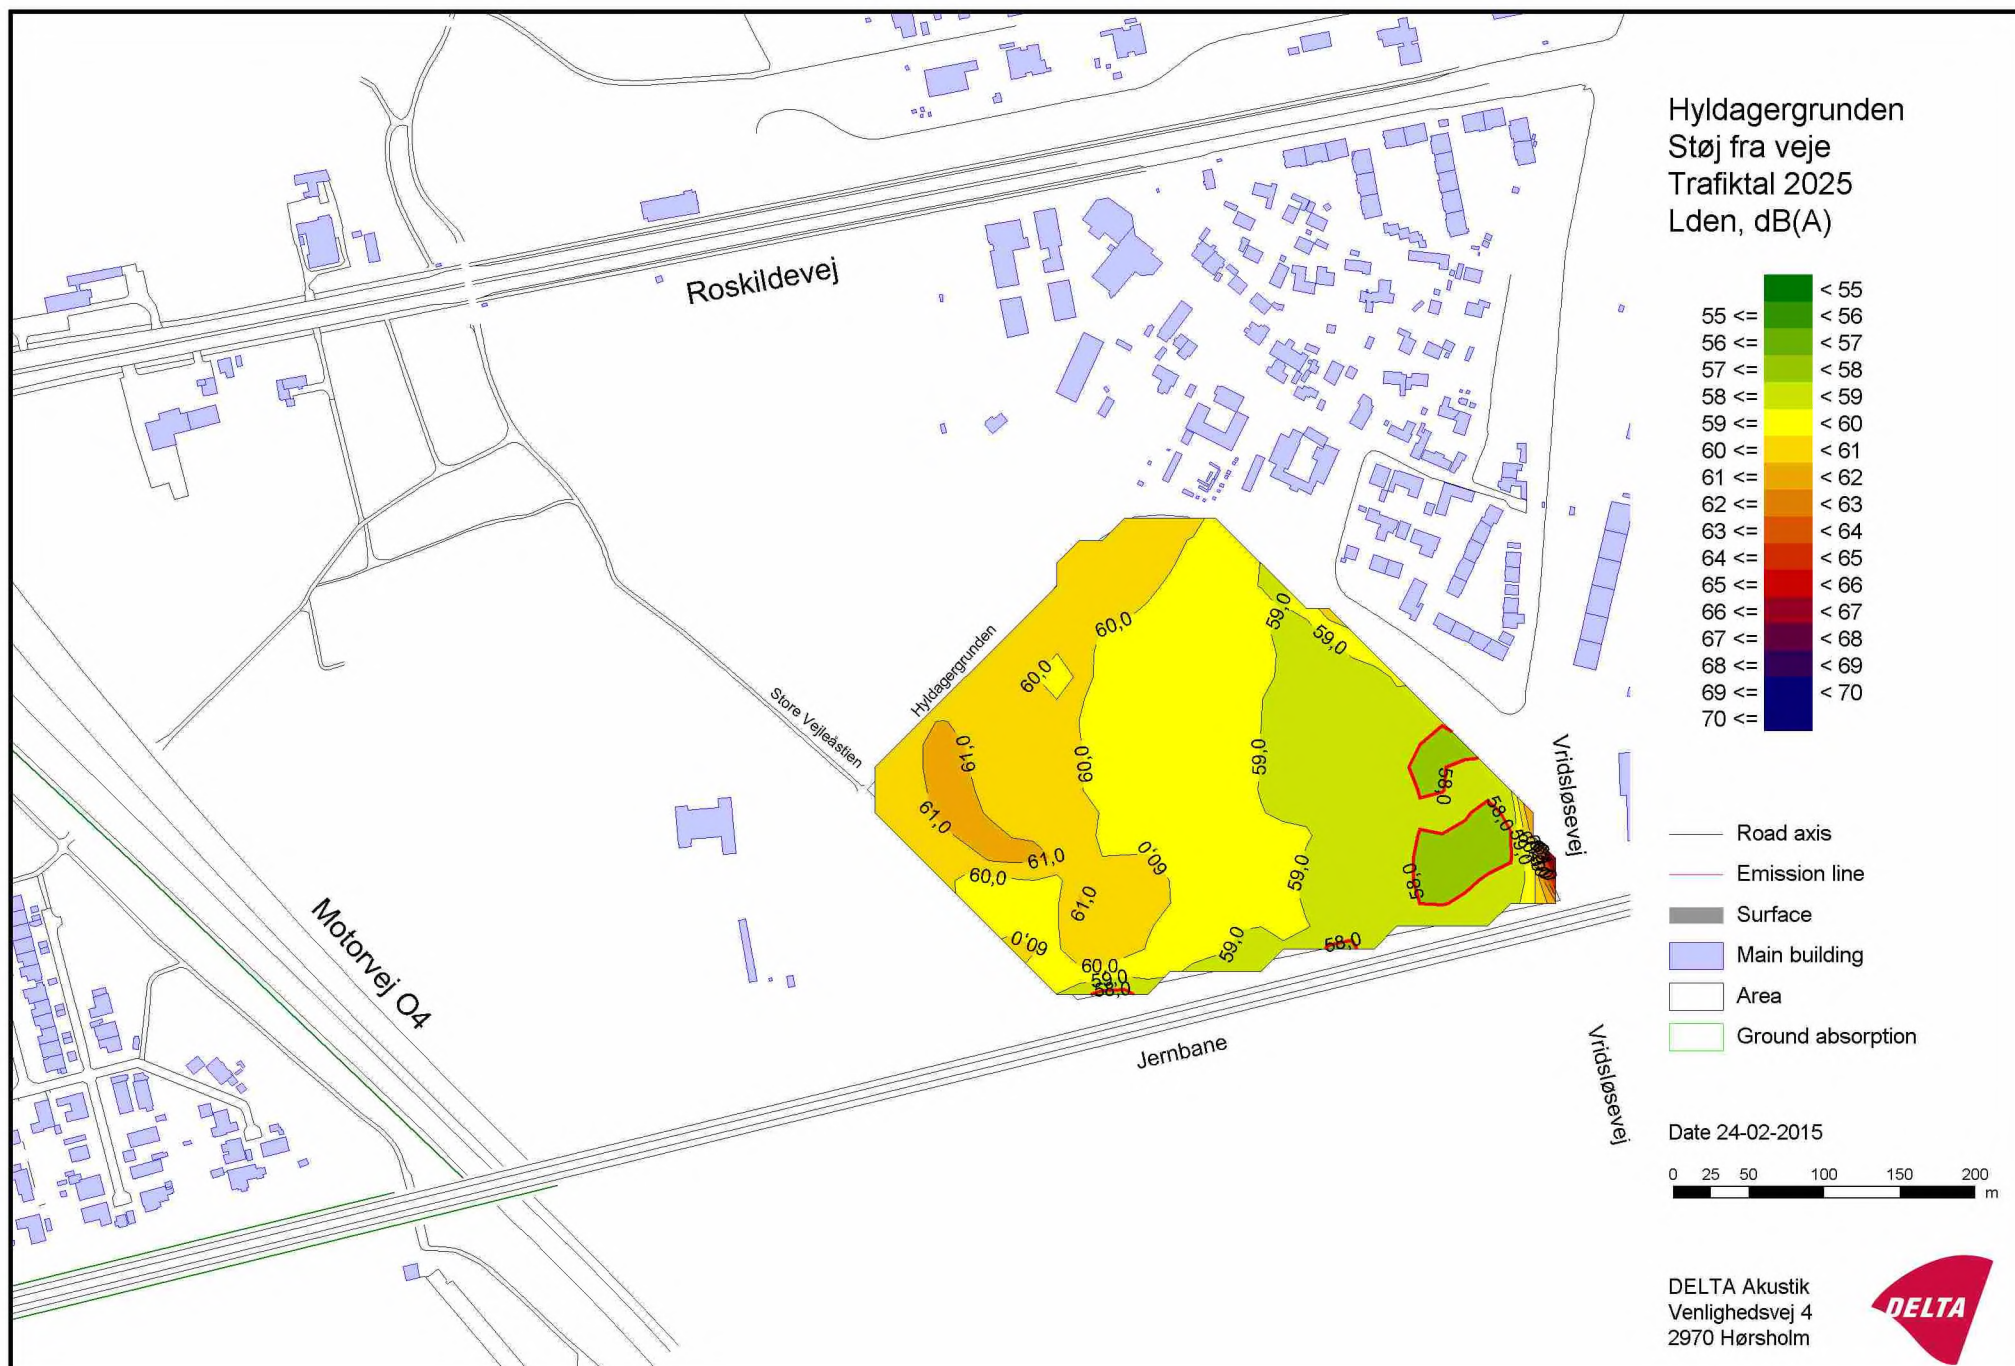 Hyldagergrunden
Støj fra veje
Trafiktal 2025
Lden, dB(A)
< 55
55 <= < 56
56 <= < 57
57 <= < 58
58 <= < 59
59 <= < 60
60 <= < 61
61 <= < 62
62 <= < 63
63 <= < 64
64 <= < 65
65 <= < 66
66 <= < 67
67 <= < 68
68 <= < 69
69 <= < 70
70 <=
Road axis
Emission line
Surface
Main building
Area
Ground absorption
Date 24-02-2015
0 25 50 100 150 200
m
DELTA Akustik
Venlighedsvej 4
2970 Hørsholm
DELTA
Roskildevej
Hyldagergrunden
Store Vejleåstien
Motorvej O4
Jernbane
Vridsløsevej
Vridsløsevej
60,0
59,0
59,0
60,0
61,0
60,0
59,0
58,0
61,0
58,0
59,0
61,0
60,0
60,0
61,0
59,0
58,0
60,0
59,0
58,0
60,0
59,0
58,0